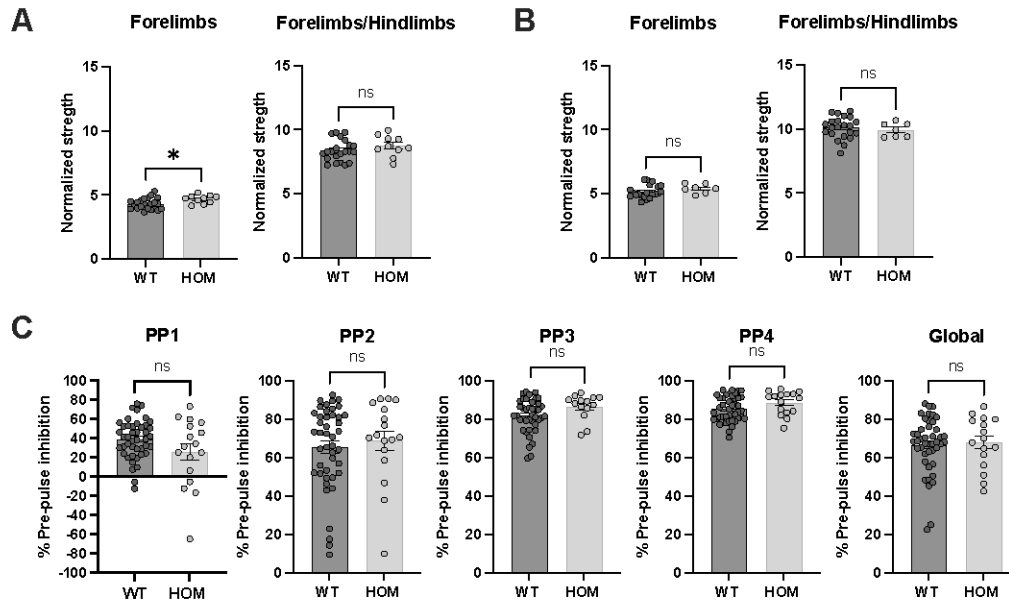 A
Forelimbs
Forelimbs/Hindlimbs
B
Forelimbs
Forelimbs/Hindlimbs
Normalized stregth
15
10
5
0
*
WT
HOM
Normalized stregth
15
10
5
0
ns
WT
HOM
Normalized stregth
15
10
5
0
ns
WT
HOM
Normalized stregth
15
10
5
0
ns
WT
HOM
C
PP1
ns
% Pre-pulse inhibition
100
80
60
40
20
0
-20
-40
-60
-80
-100
WT
HOM
PP2
ns
% Pre-pulse inhibition
100
80
60
40
20
0
WT
HOM
PP3
ns
% Pre-pulse inhibition
100
80
60
40
20
0
WT
HOM
PP4
ns
% Pre-pulse inhibition
100
80
60
40
20
0
WT
HOM
Global
ns
% Pre-pulse inhibition
100
80
60
40
20
0
WT
HOM